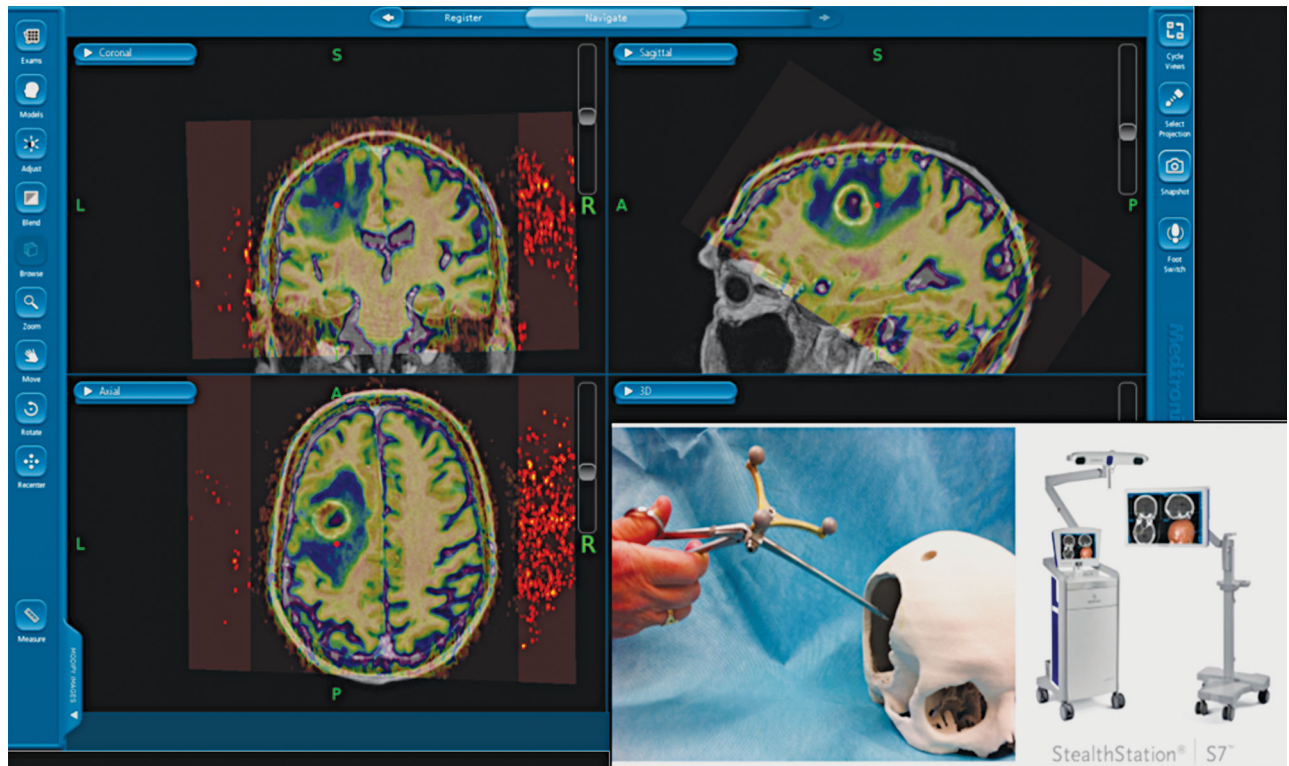 Register
Navigate
Exams
Models
Adjust
Blend
Browse
Zoom
Move
Rotate
Recenter
Measure
MODIFY IMAGES
Coronal
S
L
R
Sagittal
S
A
P
Axial
A
L
R
P
3D
Cycle
Views
Select
Projection
Snapshot
Foot
Switch
Medtronic
StealthStation® | S7™